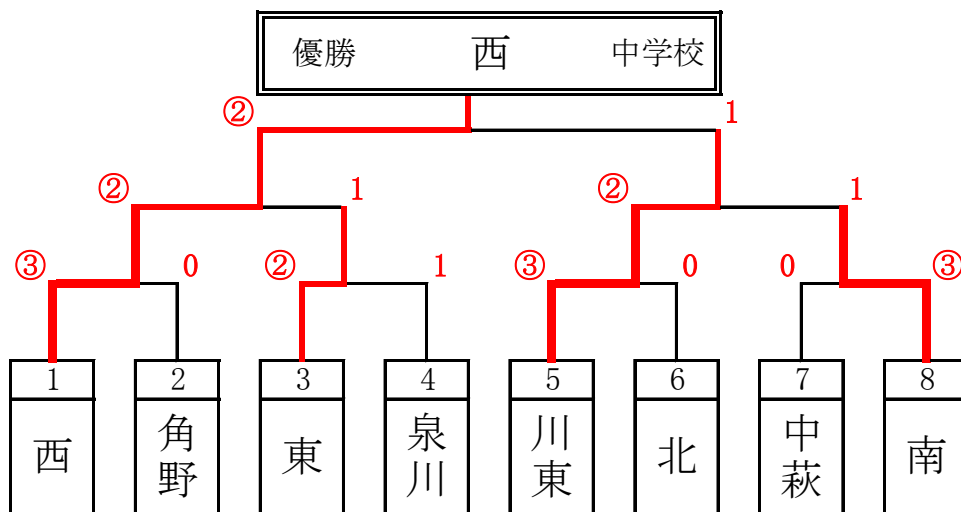 優勝 西 中学校
② 1
② 1 ② 1
③ 0 ② 1 ③ 0 0 ③
1 2 3 4 5 6 7 8
西 角野 東 泉川 川東 北 中萩 南